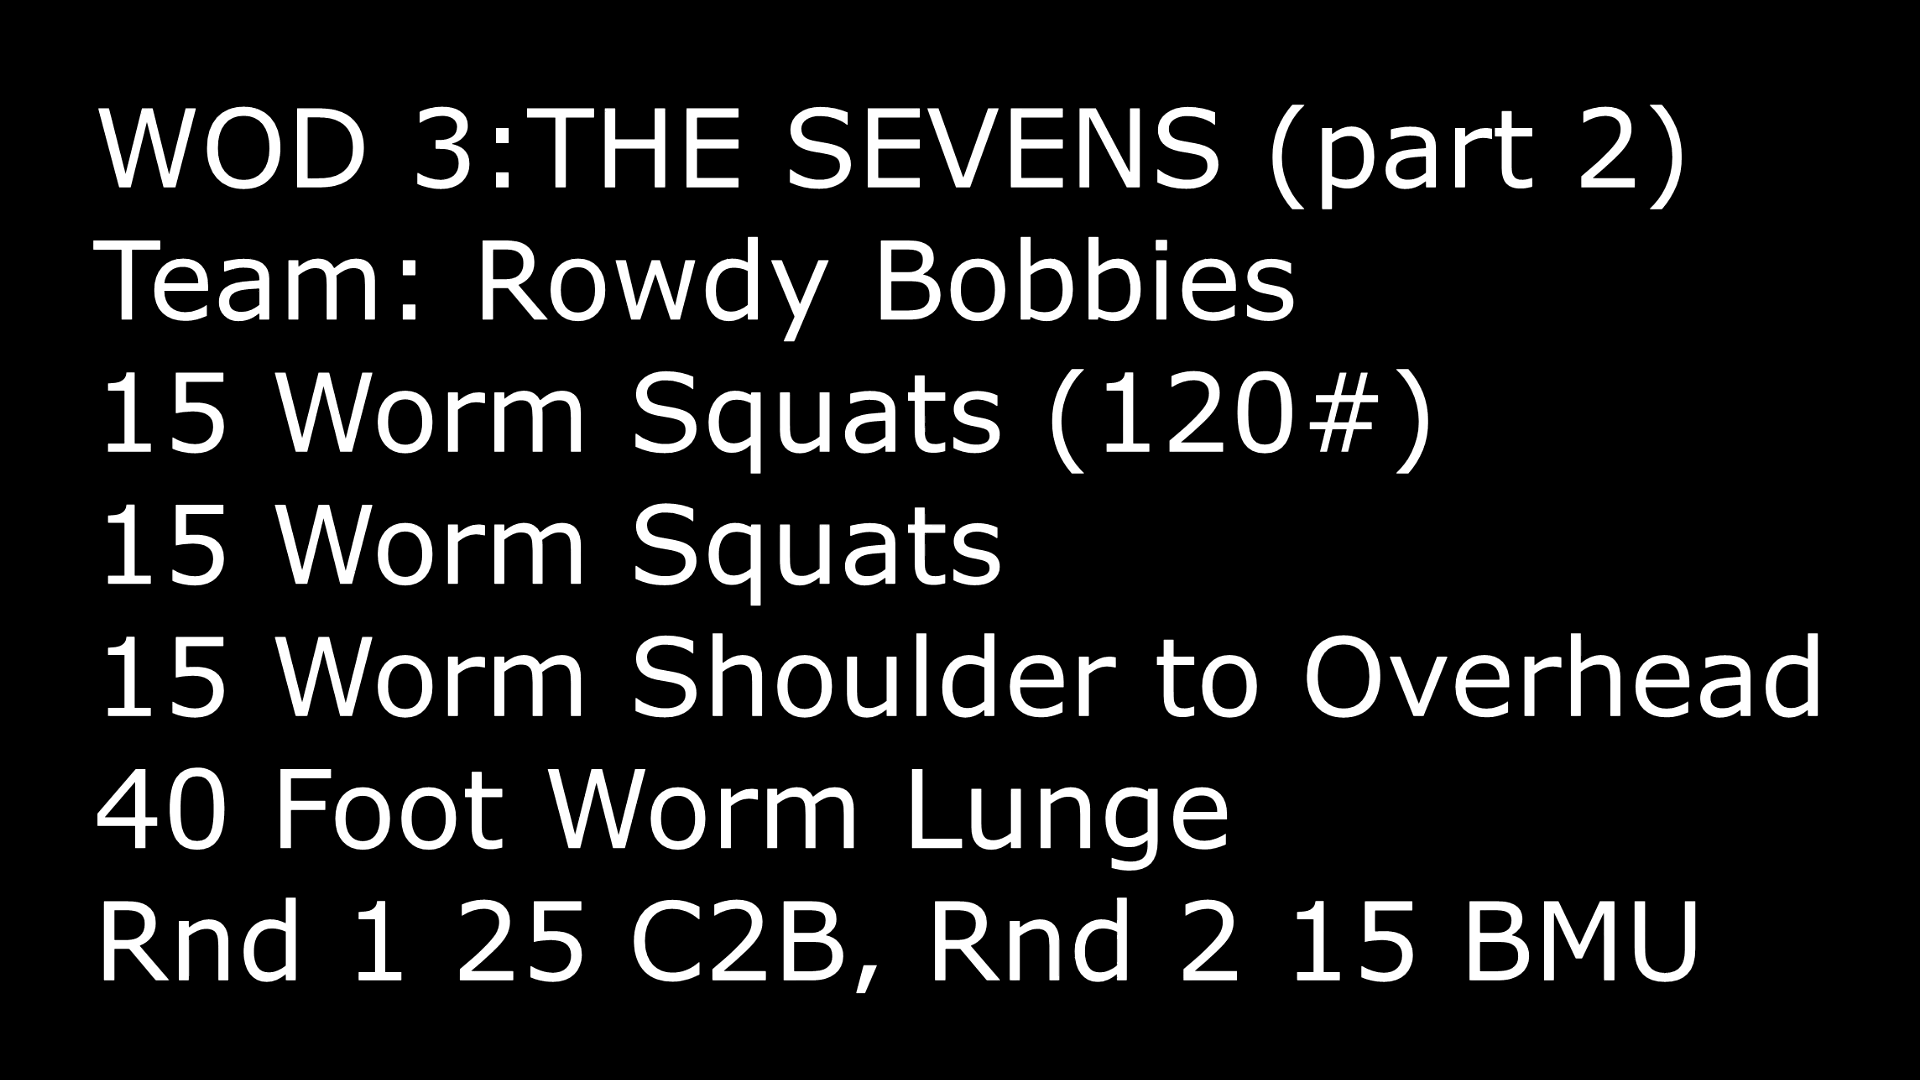 WOD 3:THE SEVENS (part 2)
Team: Rowdy Bobbies
15 Worm Squats (120#)
15 Worm Squats
15 Worm Shoulder to Overhead
40 Foot Worm Lunge
Rnd 1 25 C2B, Rnd 2 15 BMU